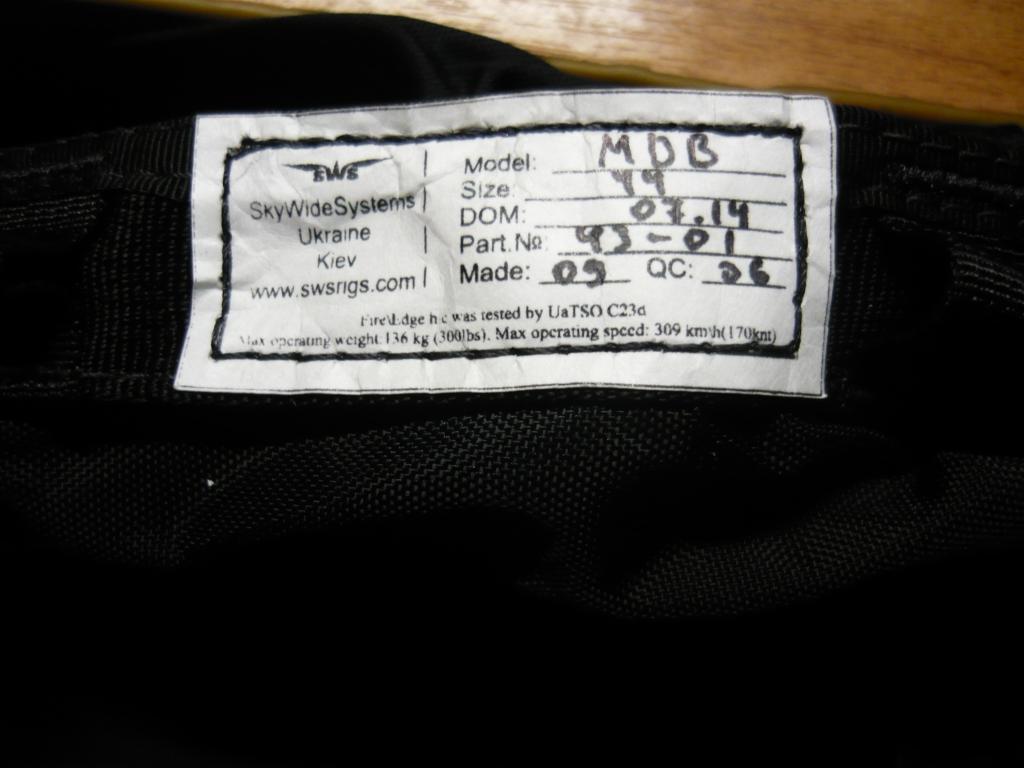 SWS
SkyWideSystems
Ukraine
Kiev
www.swsrigs.com
Model: MDB
Size: 44
DOM: 07.14
Part.№: 43-01
Made: 09 QC: 26
Fire\Edge h c was tested by UaTSO C23d
Max operating weight 136 kg (300lbs). Max operating speed: 309 km\h(170knt)